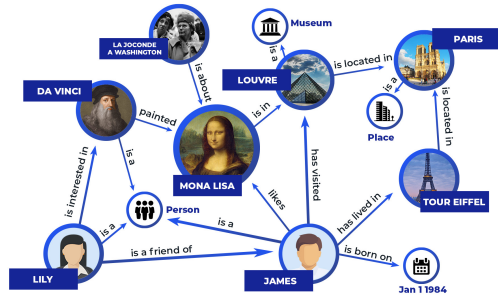 LA JOCONDE
A WASHINGTON
Museum
PARIS
is a
is located in
LOUVRE
is about
is a
DA VINCI
painted
is in
Place
is located in
is a
MONA LISA
is interested in
has visited
TOUR EIFFEL
likes
has lived in
Person
is a
is a
is a friend of
is born on
LILY
JAMES
Jan 1 1984